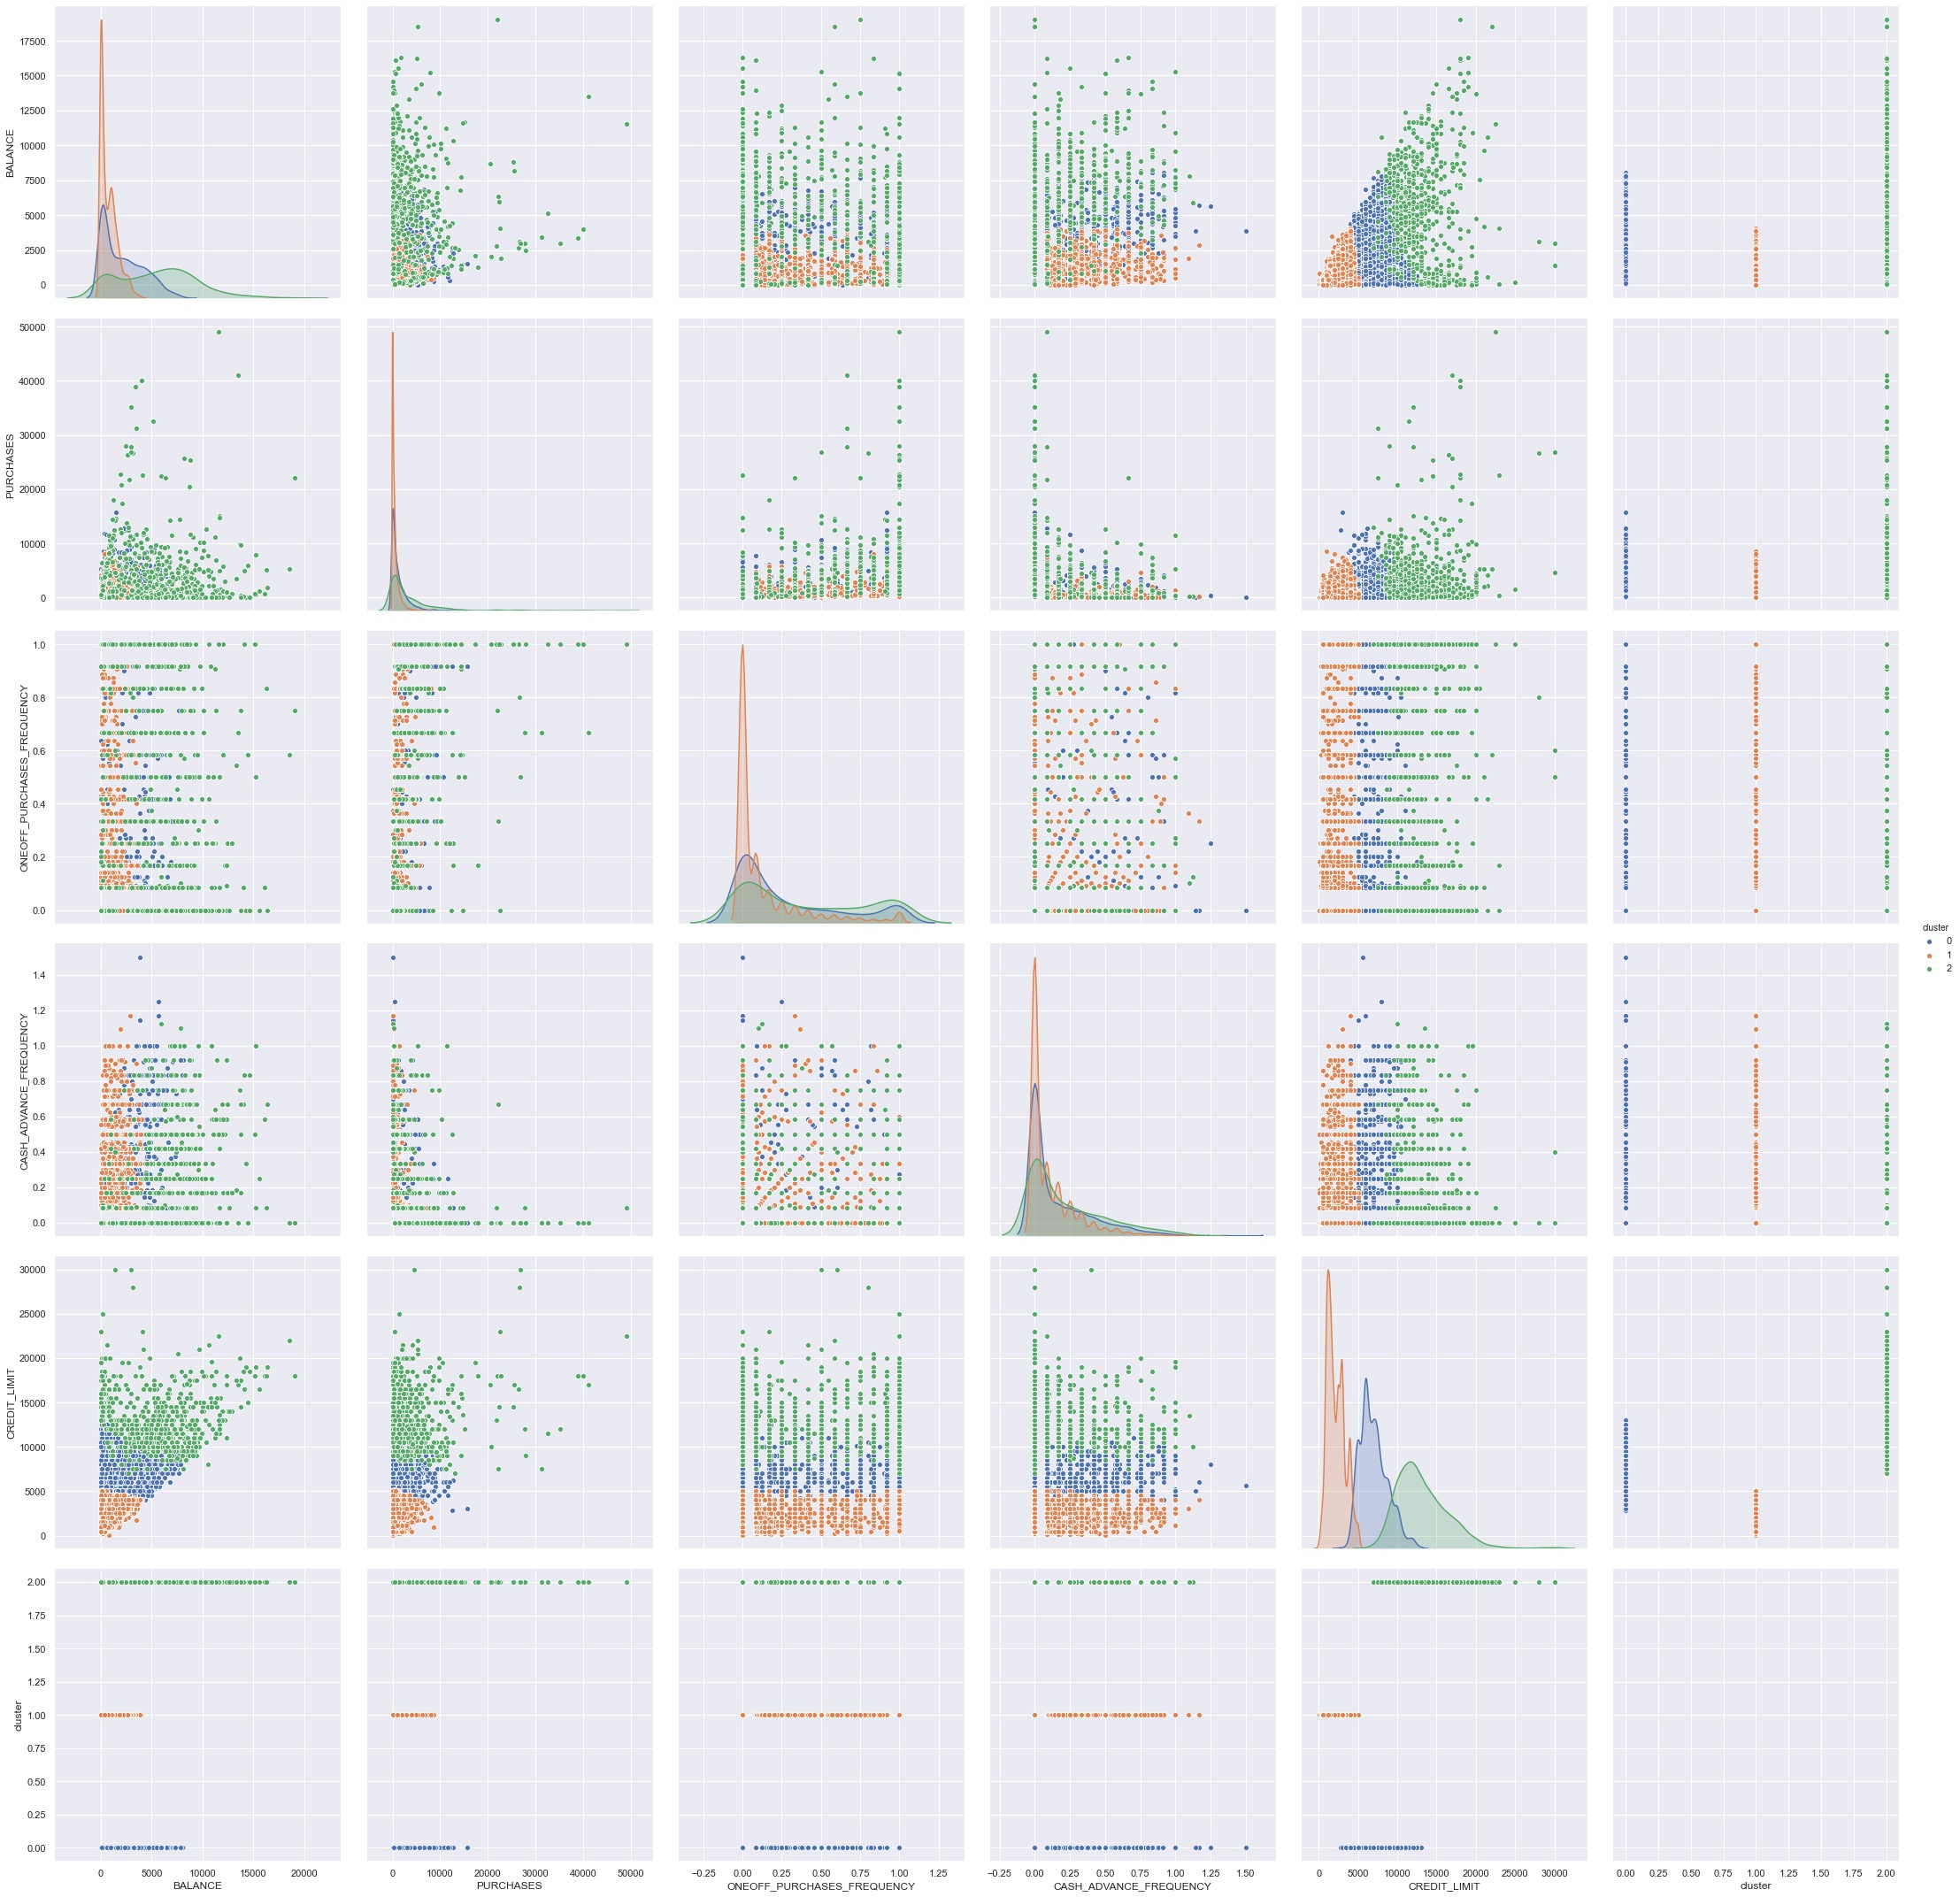 17500
15000
12500
10000
7500
5000
2500
0
BALANCE
50000
40000
30000
20000
10000
0
PURCHASES
1.0
0.8
0.6
0.4
0.2
0.0
ONEOFF_PURCHASES_FREQUENCY
1.4
1.2
1.0
0.8
0.6
0.4
0.2
0.0
CASH_ADVANCE_FREQUENCY
cluster
0
1
2
30000
25000
20000
15000
10000
5000
0
CREDIT_LIMIT
2.00
1.75
1.50
1.25
1.00
0.75
0.50
0.25
0.00
cluster
0 5000 10000 15000 20000
BALANCE
0 10000 20000 30000 40000 50000
PURCHASES
−0.25 0.00 0.25 0.50 0.75 1.00 1.25
ONEOFF_PURCHASES_FREQUENCY
−0.25 0.00 0.25 0.50 0.75 1.00 1.25 1.50
CASH_ADVANCE_FREQUENCY
0 5000 10000 15000 20000 25000 30000
CREDIT_LIMIT
0.00 0.25 0.50 0.75 1.00 1.25 1.50 1.75 2.00
cluster